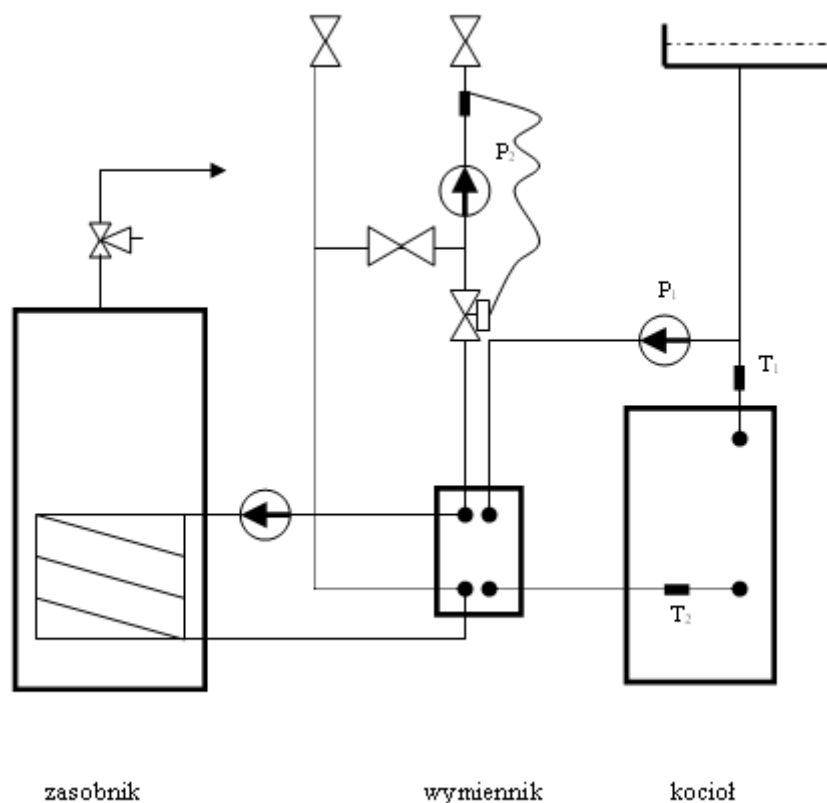 P₂
P₁
T₁
T₂
zasobnik wymiennik kocioł